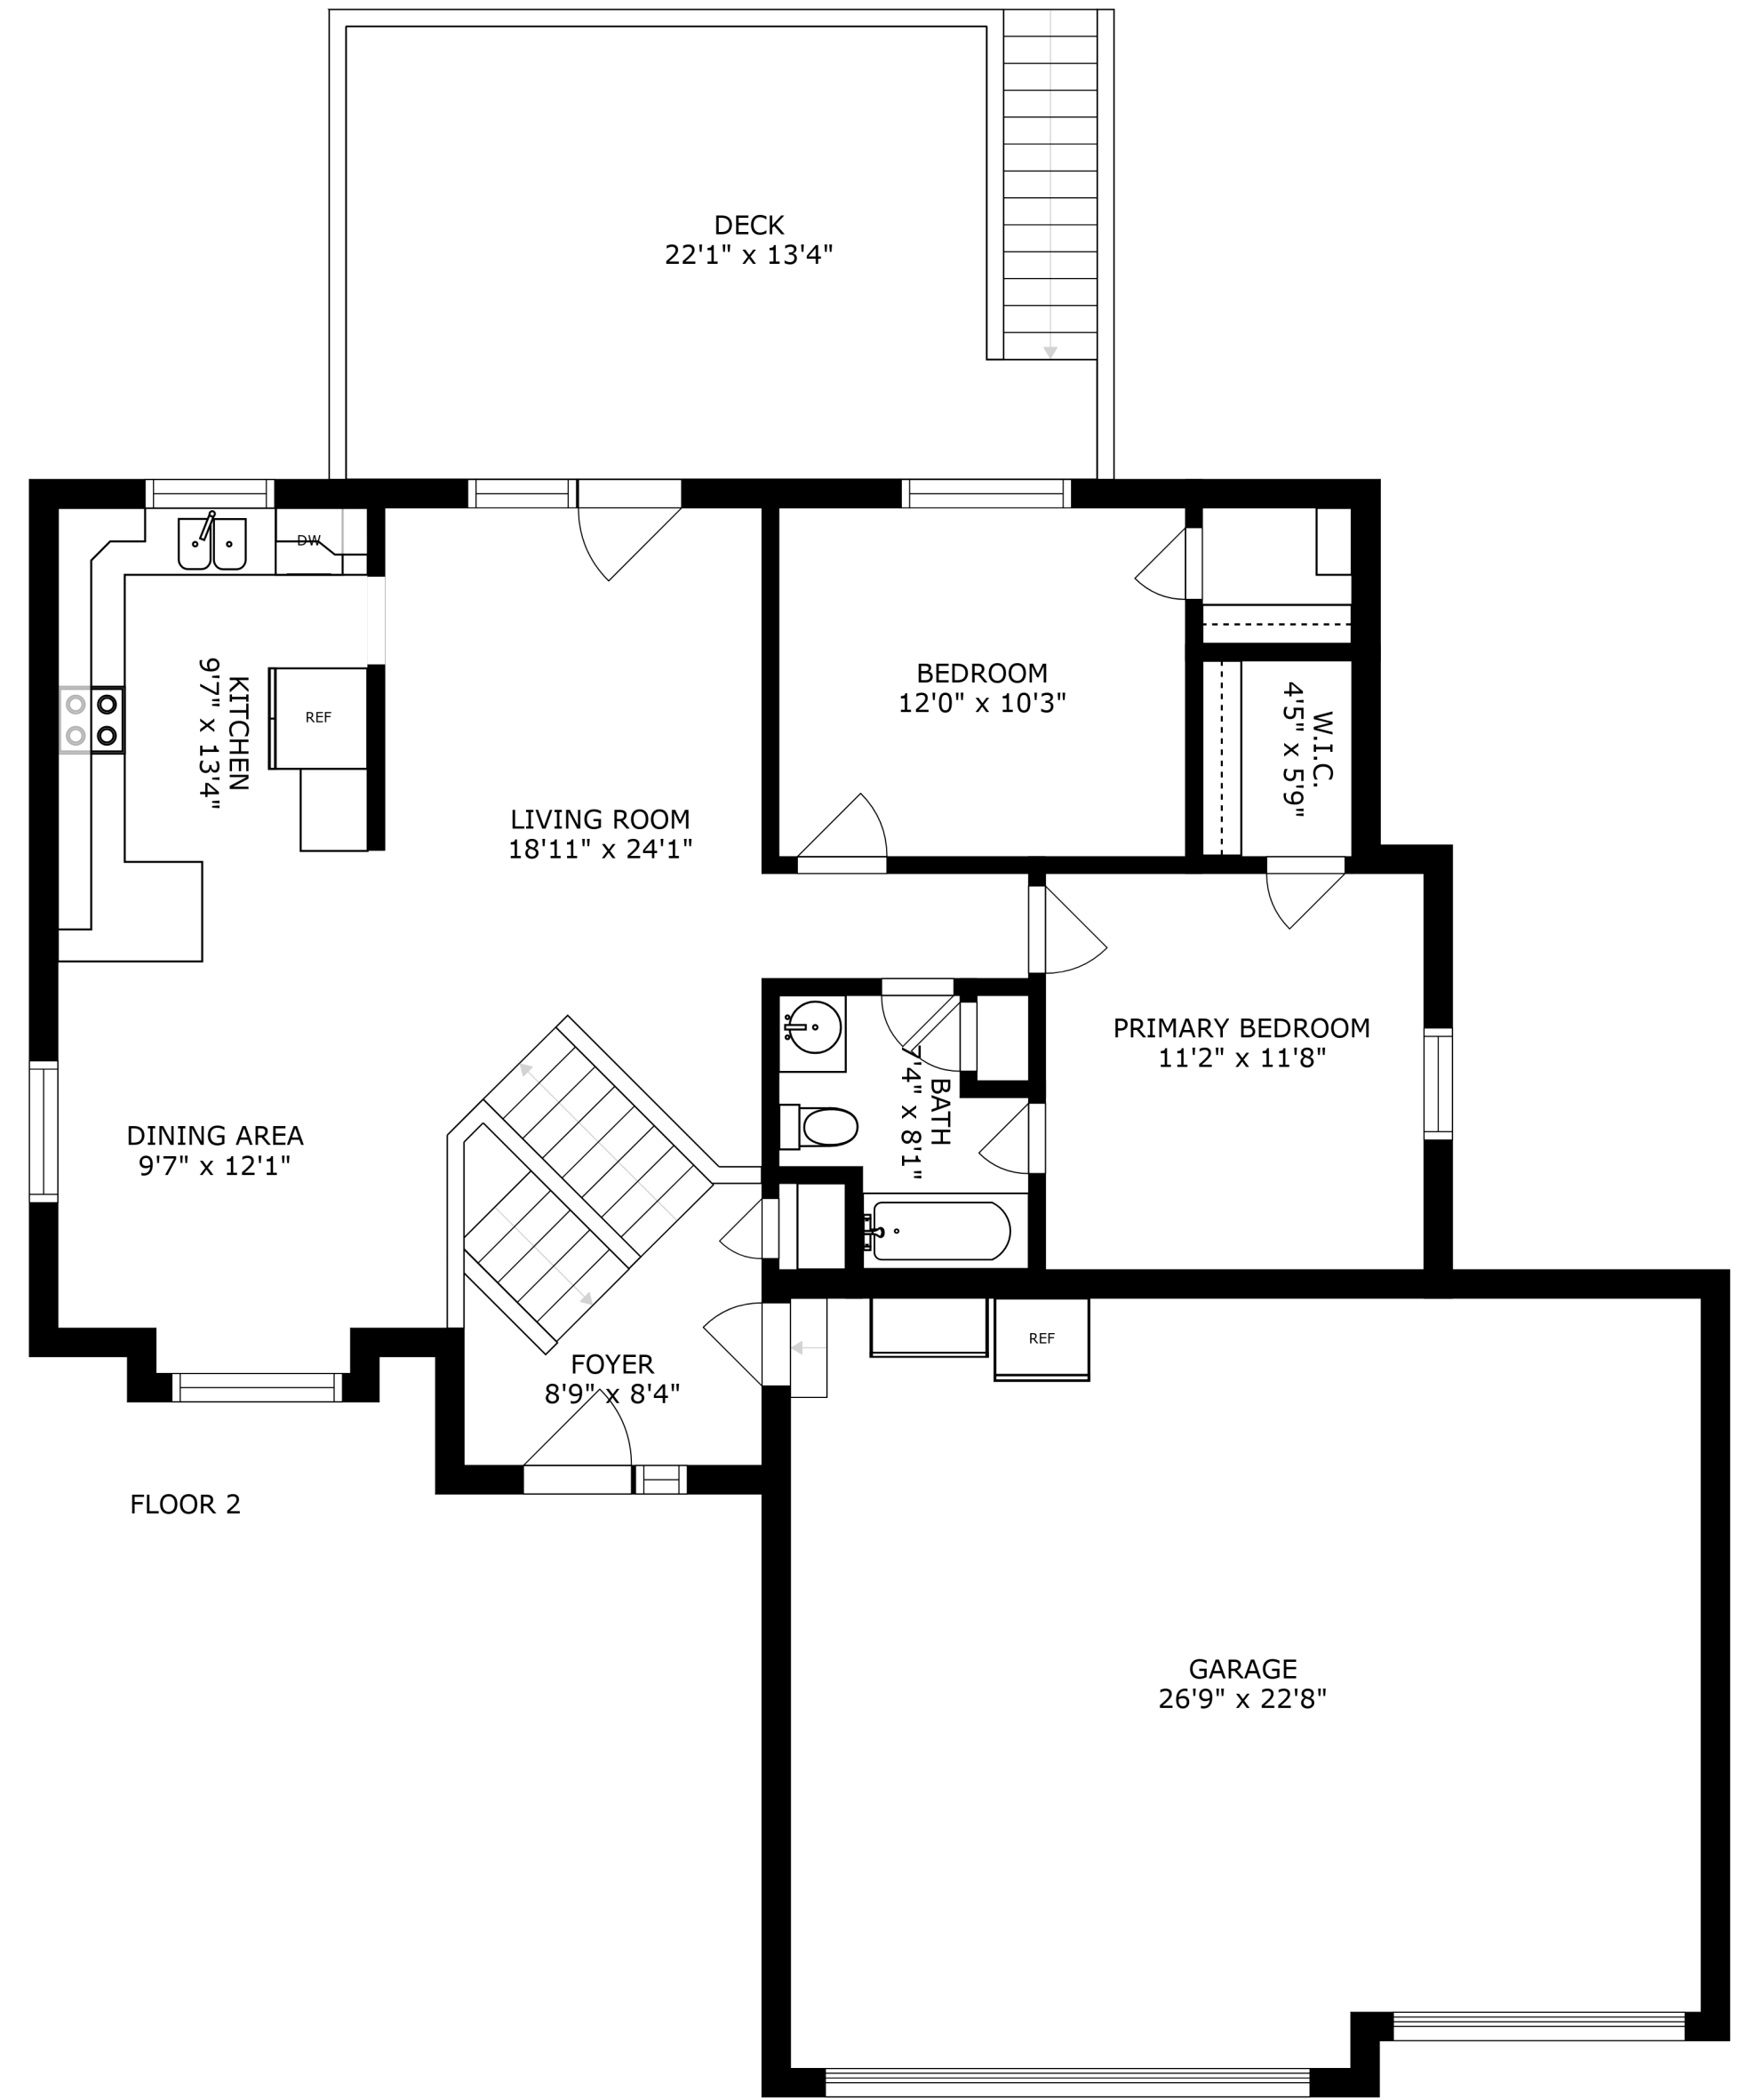 DECK
22'1" x 13'4"
DW
KITCHEN
9'7" x 13'4"
REF
BEDROOM
12'0" x 10'3"
W.I.C.
4'5" x 5'9"
LIVING ROOM
18'11" x 24'1"
PRIMARY BEDROOM
11'2" x 11'8"
BATH
7'4" x 8'1"
DINING AREA
9'7" x 12'1"
REF
FOYER
8'9" x 8'4"
FLOOR 2
GARAGE
26'9" x 22'8"